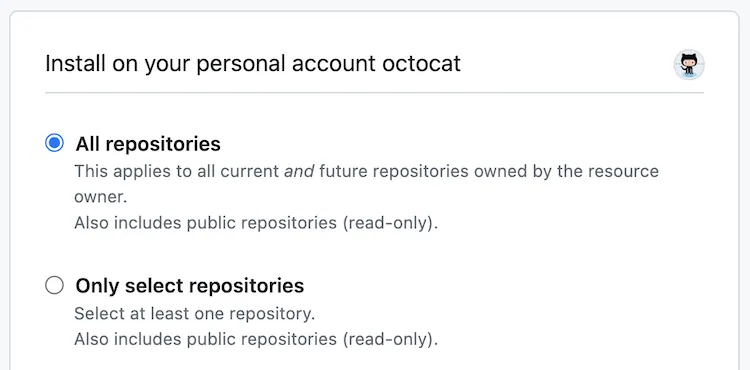 Install on your personal account octocat
All repositories
This applies to all current and future repositories owned by the resource
owner.
Also includes public repositories (read-only).
Only select repositories
Select at least one repository.
Also includes public repositories (read-only).